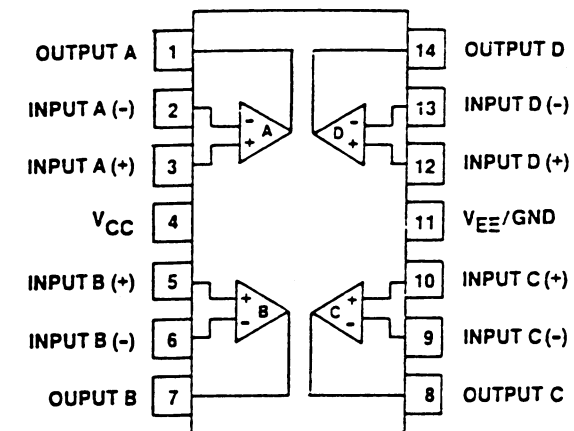 OUTPUT A 1 14 OUTPUT D
INPUT A (-) 2 13 INPUT D (-)
- A + D - +
INPUT A (+) 3 12 INPUT D (+)
VCC 4 11 VEE/GND
INPUT B (+) 5 10 INPUT C (+)
+ B - C + -
INPUT B (-) 6 9 INPUT C (-)
OUPUT B 7 8 OUTPUT C